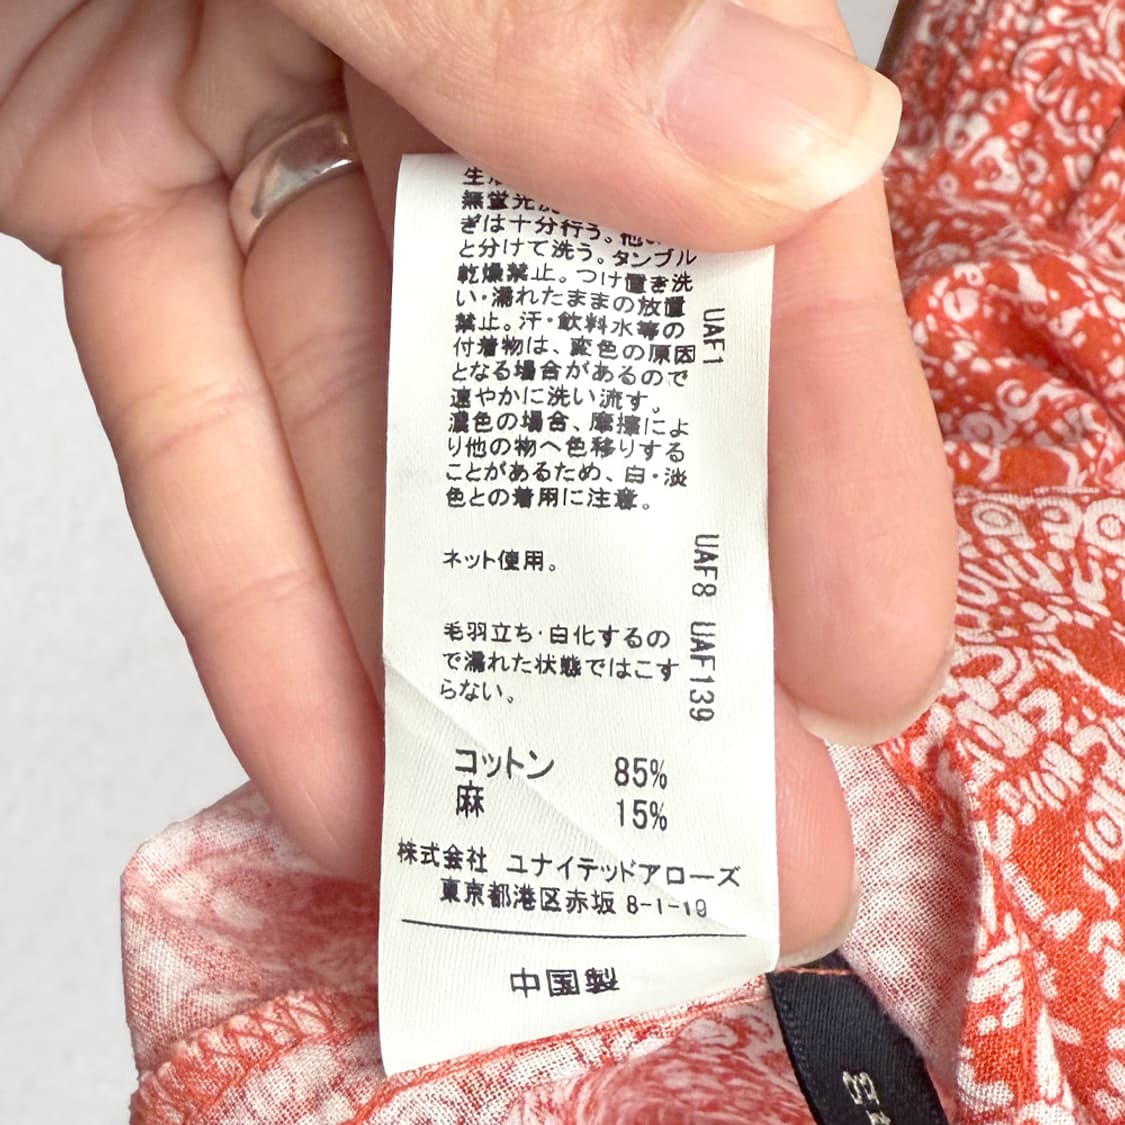 無蛍光洗
ぎは十分行う。他の
と分けて洗う。タンブル
乾燥禁止。つけ置き洗
い・濡れたままの放置
禁止。汗・飲料水等の
付着物は、変色の原因
となる場合があるので
速やかに洗い流す。
濃色の場合、摩擦によ
り他の物へ色移りする
ことがあるため、白・淡
色との着用に注意。
UAF1
ネット使用。
UAF8
毛羽立ち・白化するの
で濡れた状態ではこす
らない。
UAF139
コットン 85%
麻 15%
株式会社 ユナイテッドアローズ
東京都港区赤坂 8-1-19
中国製